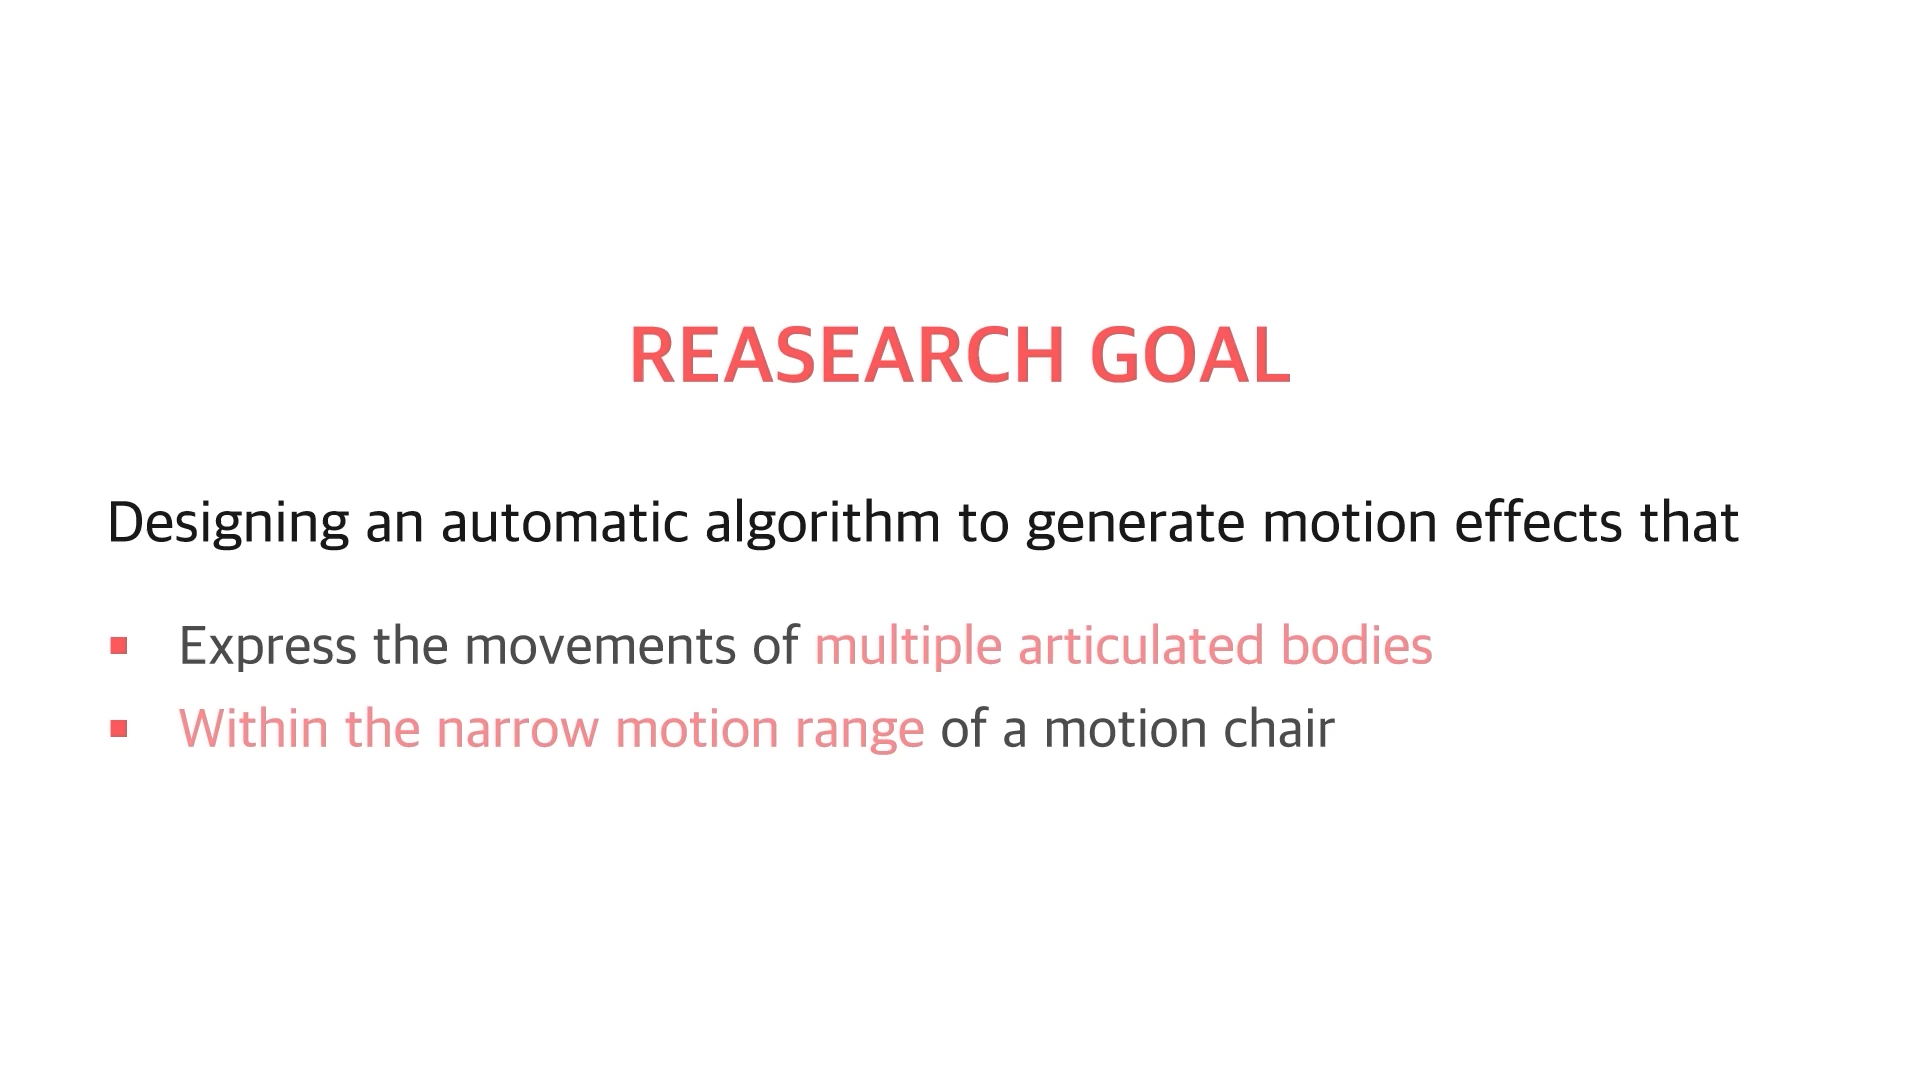 REASEARCH GOAL
Designing an automatic algorithm to generate motion effects that
▪ Express the movements of multiple articulated bodies
▪ Within the narrow motion range of a motion chair